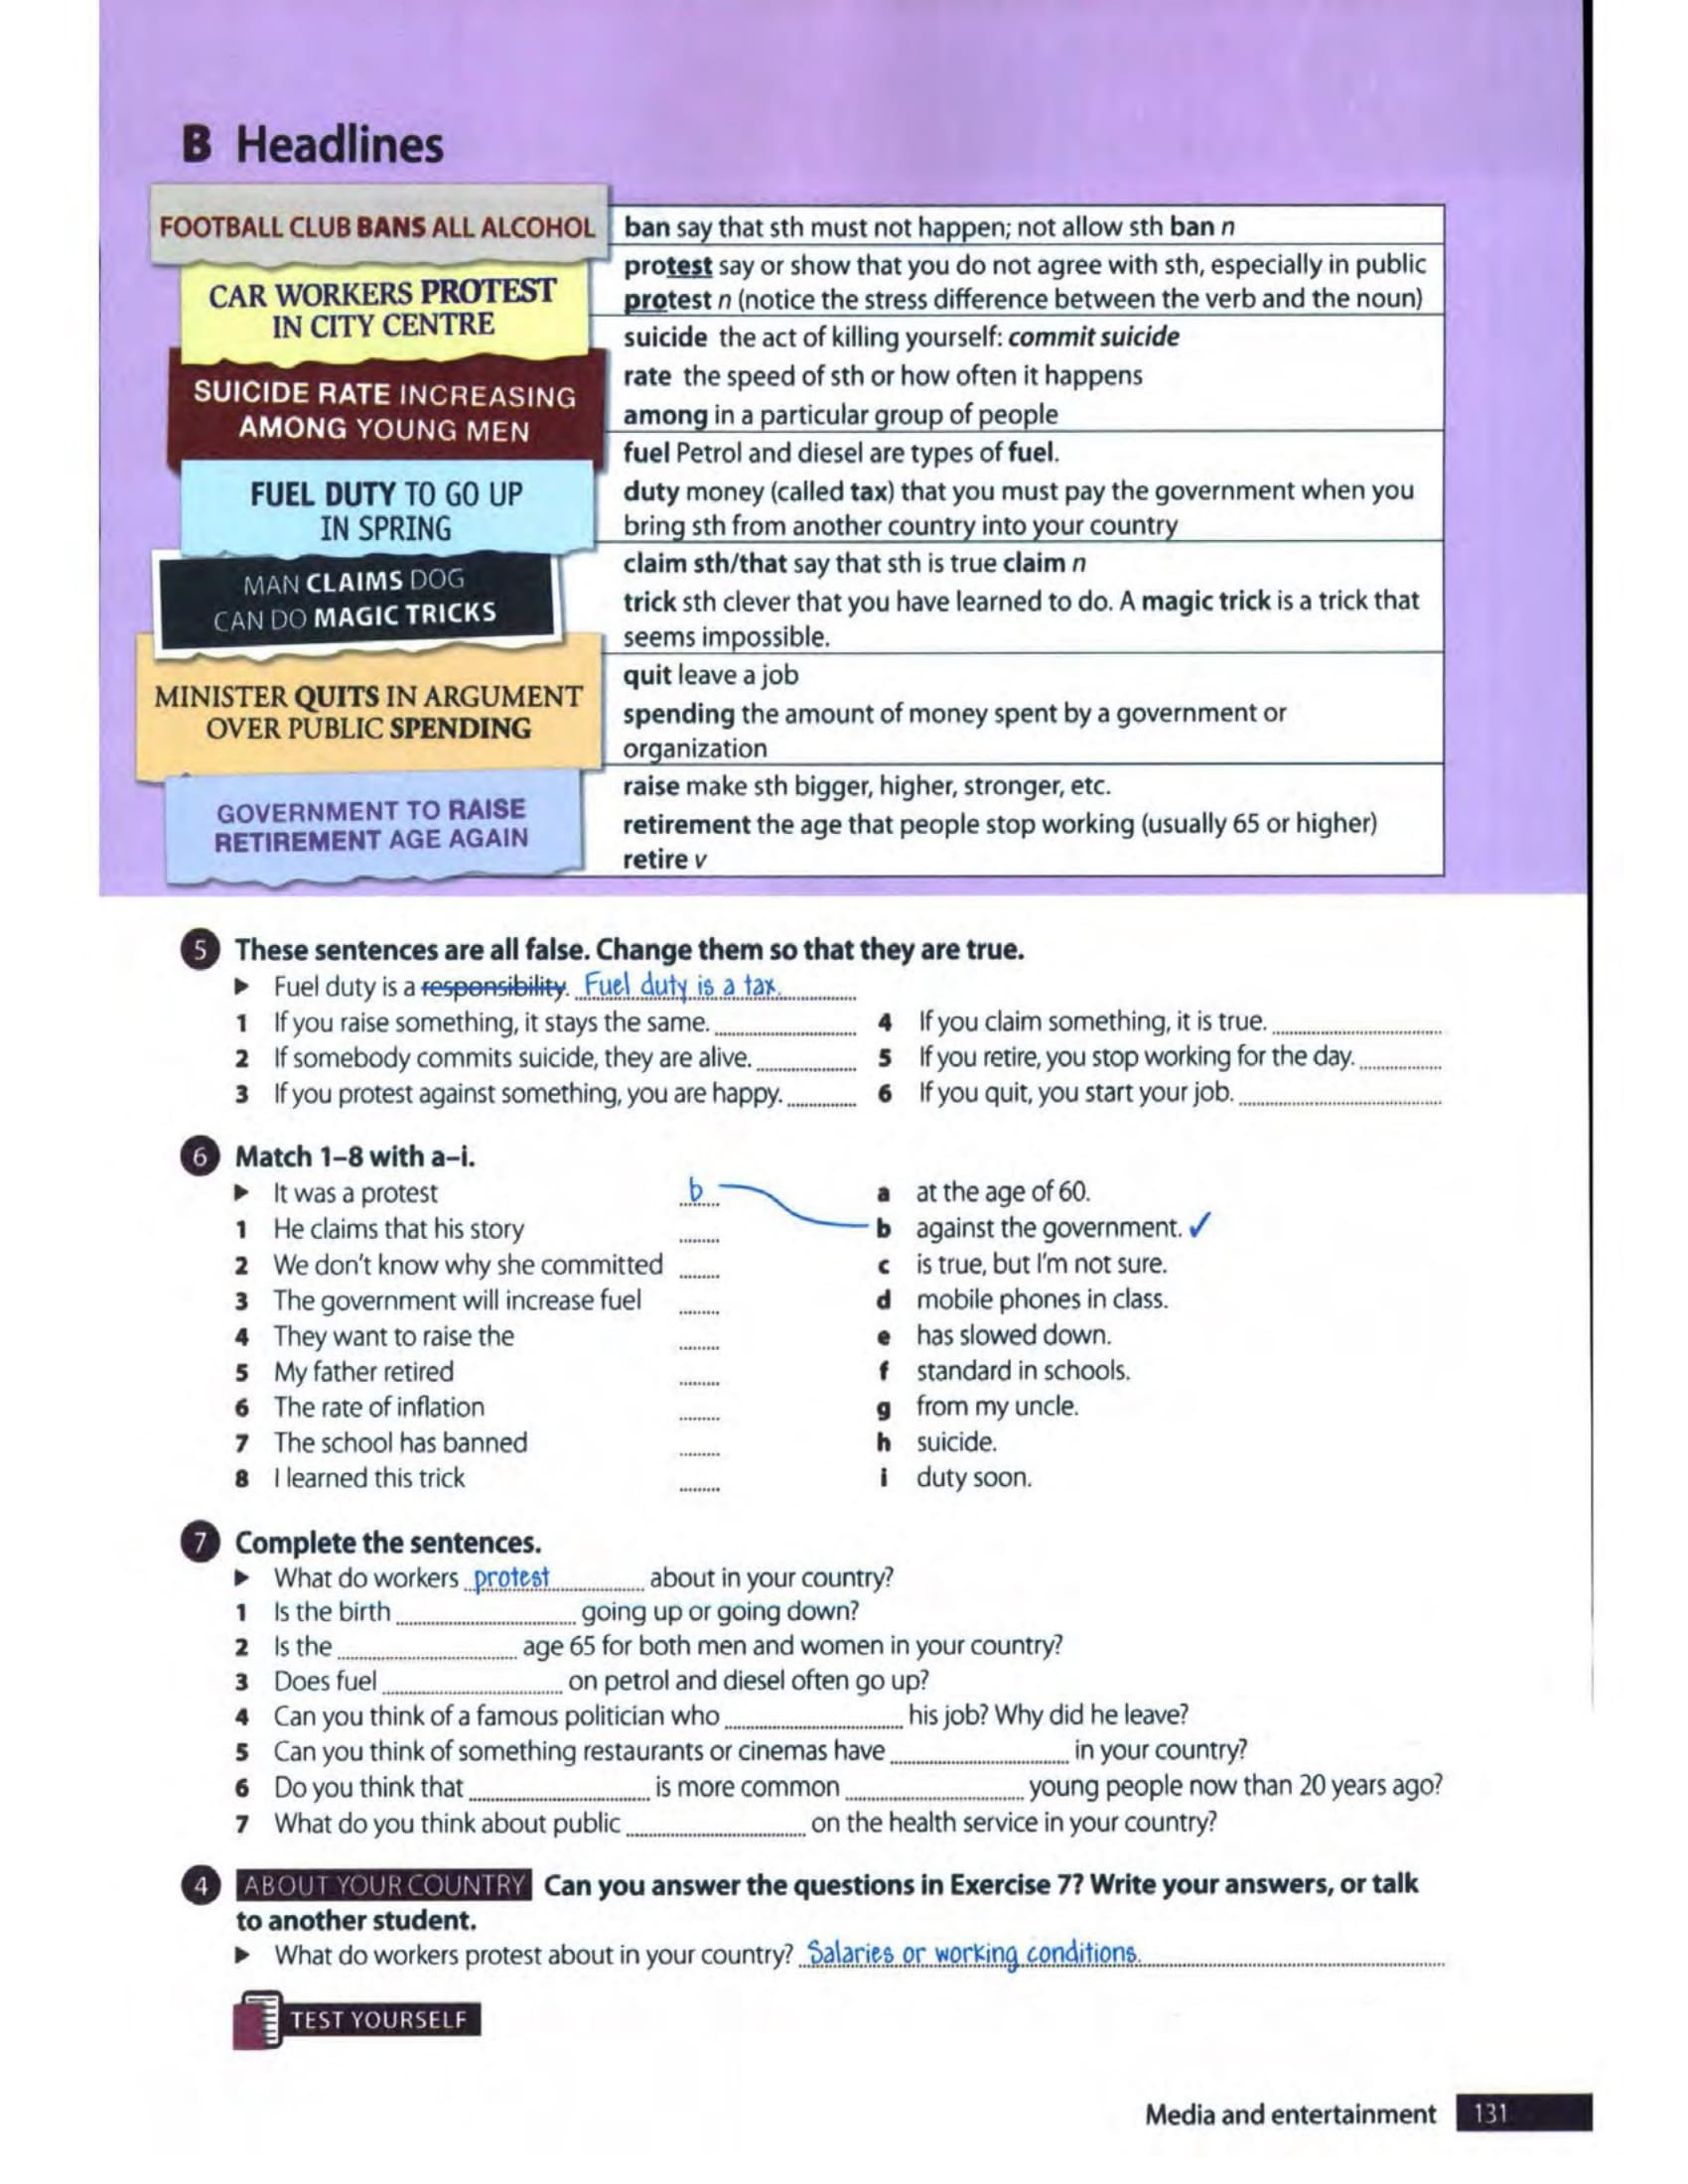 B Headlines
FOOTBALL CLUB BANS ALL ALCOHOL
ban say that sth must not happen; not allow sth ban n
CAR WORKERS PROTEST
IN CITY CENTRE
protest say or show that you do not agree with sth, especially in public
protest n (notice the stress difference between the verb and the noun)
SUICIDE RATE INCREASING
AMONG YOUNG MEN
suicide the act of killing yourself: commit suicide
rate the speed of sth or how often it happens
among in a particular group of people
FUEL DUTY TO GO UP
IN SPRING
fuel Petrol and diesel are types of fuel.
duty money (called tax) that you must pay the government when you
bring sth from another country into your country
MAN CLAIMS DOG
CAN DO MAGIC TRICKS
claim sth/that say that sth is true claim n
trick sth clever that you have learned to do. A magic trick is a trick that
seems impossible.
MINISTER QUITS IN ARGUMENT
OVER PUBLIC SPENDING
quit leave a job
spending the amount of money spent by a government or
organization
GOVERNMENT TO RAISE
RETIREMENT AGE AGAIN
raise make sth bigger, higher, stronger, etc.
retirement the age that people stop working (usually 65 or higher)
retire v
5 These sentences are all false. Change them so that they are true.
▶ Fuel duty is a responsibility. Fuel duty is a tax.
1 If you raise something, it stays the same.
2 If somebody commits suicide, they are alive.
3 If you protest against something, you are happy.
4 If you claim something, it is true.
5 If you retire, you stop working for the day.
6 If you quit, you start your job.
6 Match 1–8 with a–i.
▶ It was a protest b
1 He claims that his story
2 We don't know why she committed
3 The government will increase fuel
4 They want to raise the
5 My father retired
6 The rate of inflation
7 The school has banned
8 I learned this trick
a at the age of 60.
b against the government. ✓
c is true, but I'm not sure.
d mobile phones in class.
e has slowed down.
f standard in schools.
g from my uncle.
h suicide.
i duty soon.
7 Complete the sentences.
▶ What do workers protest about in your country?
1 Is the birth going up or going down?
2 Is the age 65 for both men and women in your country?
3 Does fuel on petrol and diesel often go up?
4 Can you think of a famous politician who his job? Why did he leave?
5 Can you think of something restaurants or cinemas have in your country?
6 Do you think that is more common young people now than 20 years ago?
7 What do you think about public on the health service in your country?
4 ABOUT YOUR COUNTRY Can you answer the questions in Exercise 7? Write your answers, or talk
to another student.
▶ What do workers protest about in your country? Salaries or working conditions.
TEST YOURSELF
Media and entertainment 131